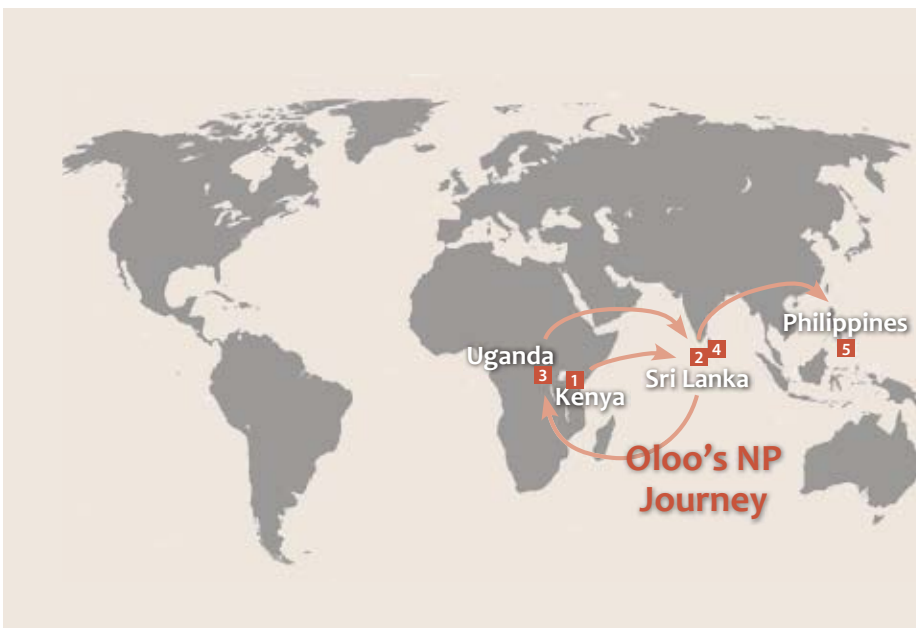 Philippines
5
Uganda
3
1
Kenya
2
4
Sri Lanka
Oloo's NP
Journey